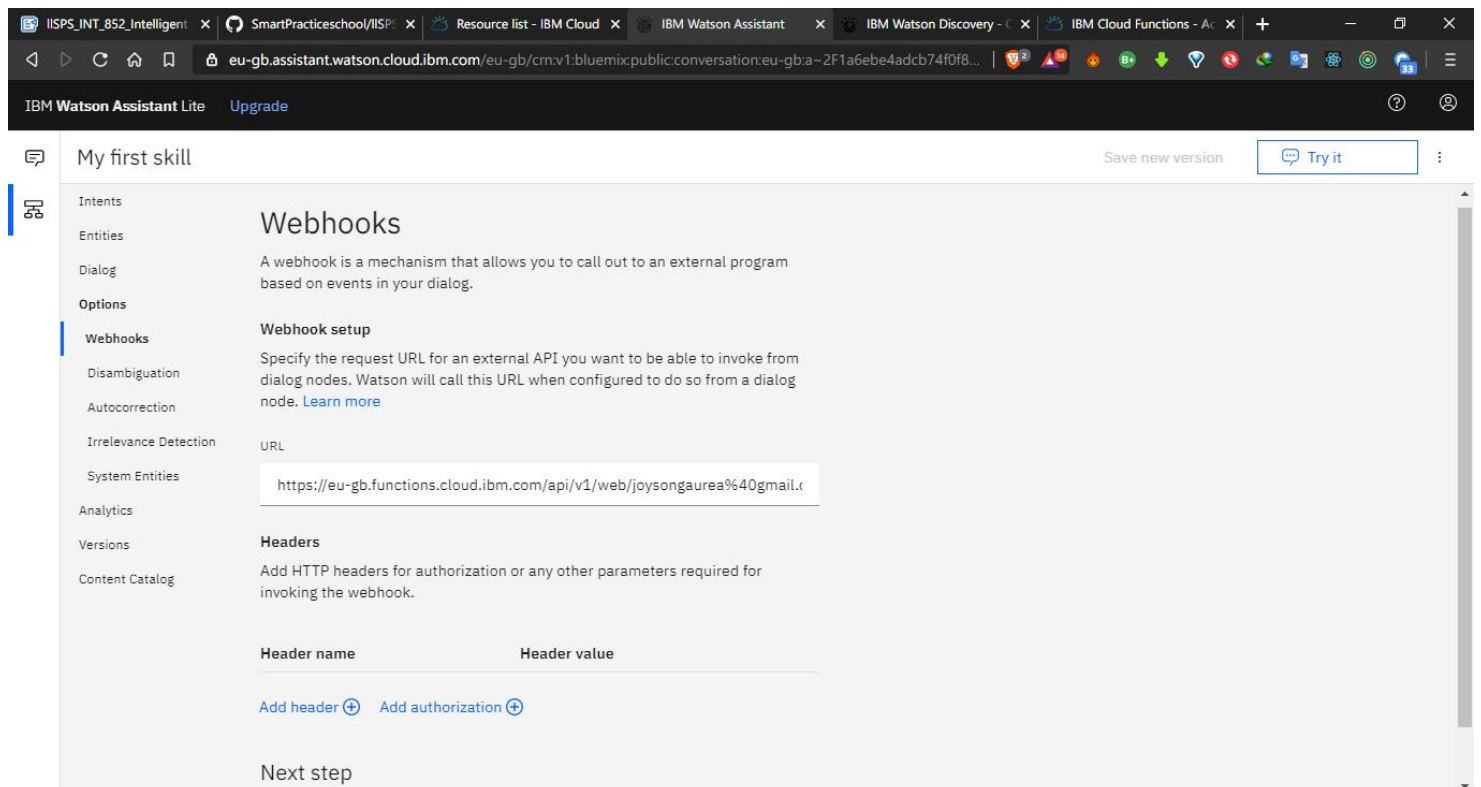 IISPS_INT_852_Intelligent
SmartPracticeschool/IISPS
Resource list - IBM Cloud
IBM Watson Assistant
IBM Watson Discovery - C
IBM Cloud Functions - Ac
eu-gb.assistant.watson.cloud.ibm.com/eu-gb/crn:v1:bluemix:public:conversation:eu-gb:a~2F1a6ebe4adcb74f0f8...
2
14
B+
33
IBM Watson Assistant Lite Upgrade
My first skill
Save new version
Try it
Intents
Entities
Dialog
Options
Webhooks
Disambiguation
Autocorrection
Irrelevance Detection
System Entities
Analytics
Versions
Content Catalog
Webhooks
A webhook is a mechanism that allows you to call out to an external program
based on events in your dialog.
Webhook setup
Specify the request URL for an external API you want to be able to invoke from
dialog nodes. Watson will call this URL when configured to do so from a dialog
node. Learn more
URL
https://eu-gb.functions.cloud.ibm.com/api/v1/web/joysongaurea%40gmail.c
Headers
Add HTTP headers for authorization or any other parameters required for
invoking the webhook.
Header name Header value
Add header Add authorization
Next step